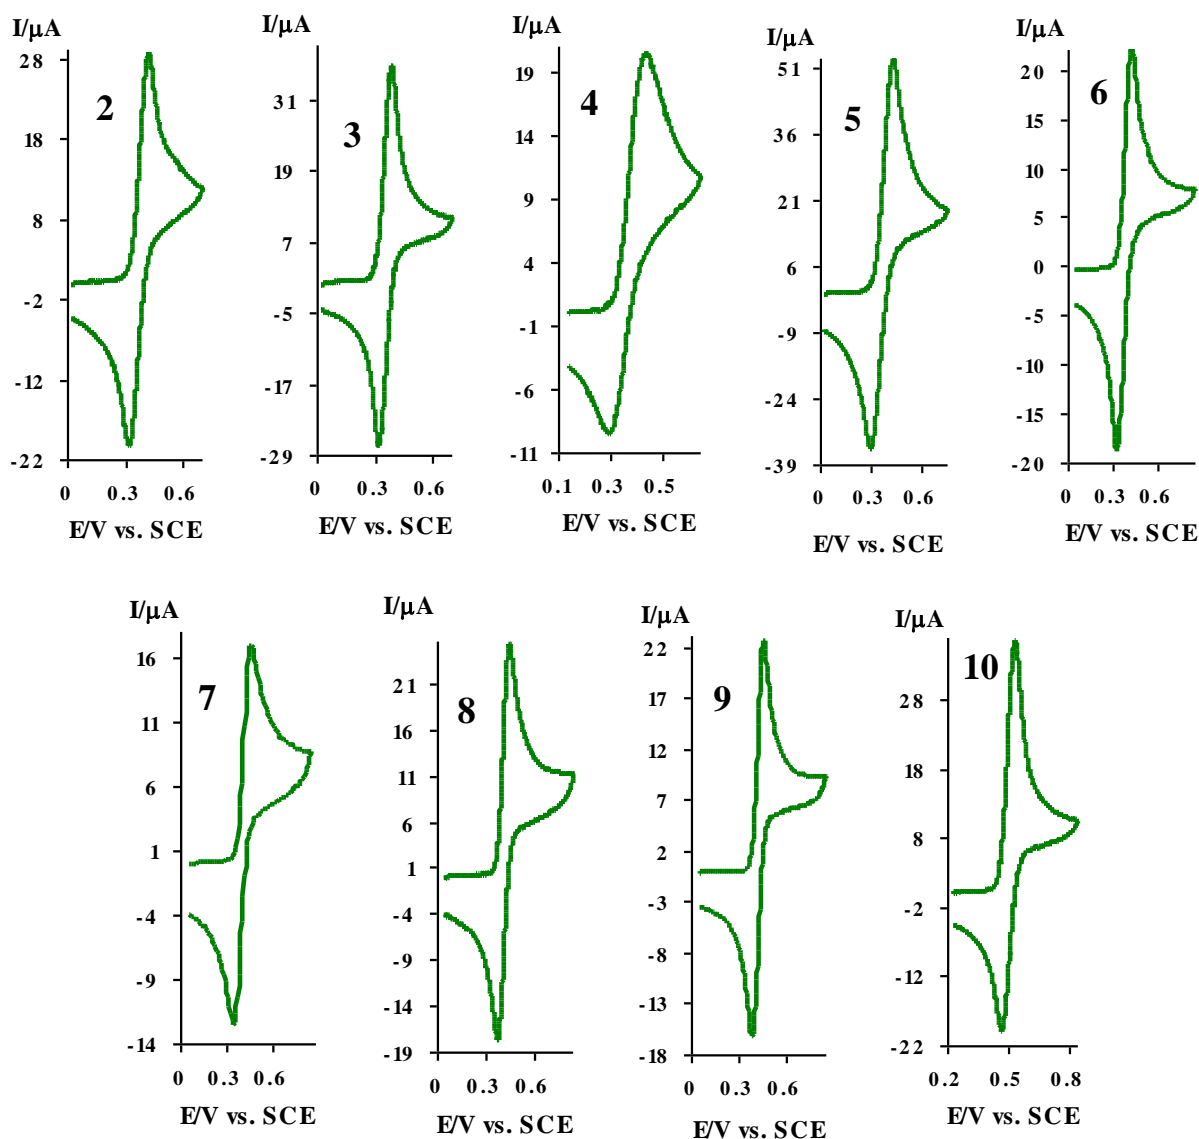 I/μA
28
18
8
-2
-12
-22
2
0 0.3 0.6
E/V vs. SCE
I/μA
31
19
7
-5
-17
-29
3
0 0.3 0.6
E/V vs. SCE
I/μA
19
14
9
4
-1
-6
-11
4
0.1 0.3 0.5
E/V vs. SCE
I/μA
51
36
21
6
-9
-24
-39
5
0 0.3 0.6
E/V vs. SCE
I/μA
20
15
10
5
0
-5
-10
-15
-20
6
0 0.3 0.6
E/V vs. SCE
I/μA
16
11
6
1
-4
-9
-14
7
0 0.3 0.6
E/V vs. SCE
I/μA
21
16
11
6
1
-4
-9
-14
-19
8
0 0.3 0.6
E/V vs. SCE
I/μA
22
17
12
7
2
-3
-8
-13
-18
9
0 0.3 0.6
E/V vs. SCE
I/μA
28
18
8
-2
-12
-22
10
0.2 0.5 0.8
E/V vs. SCE